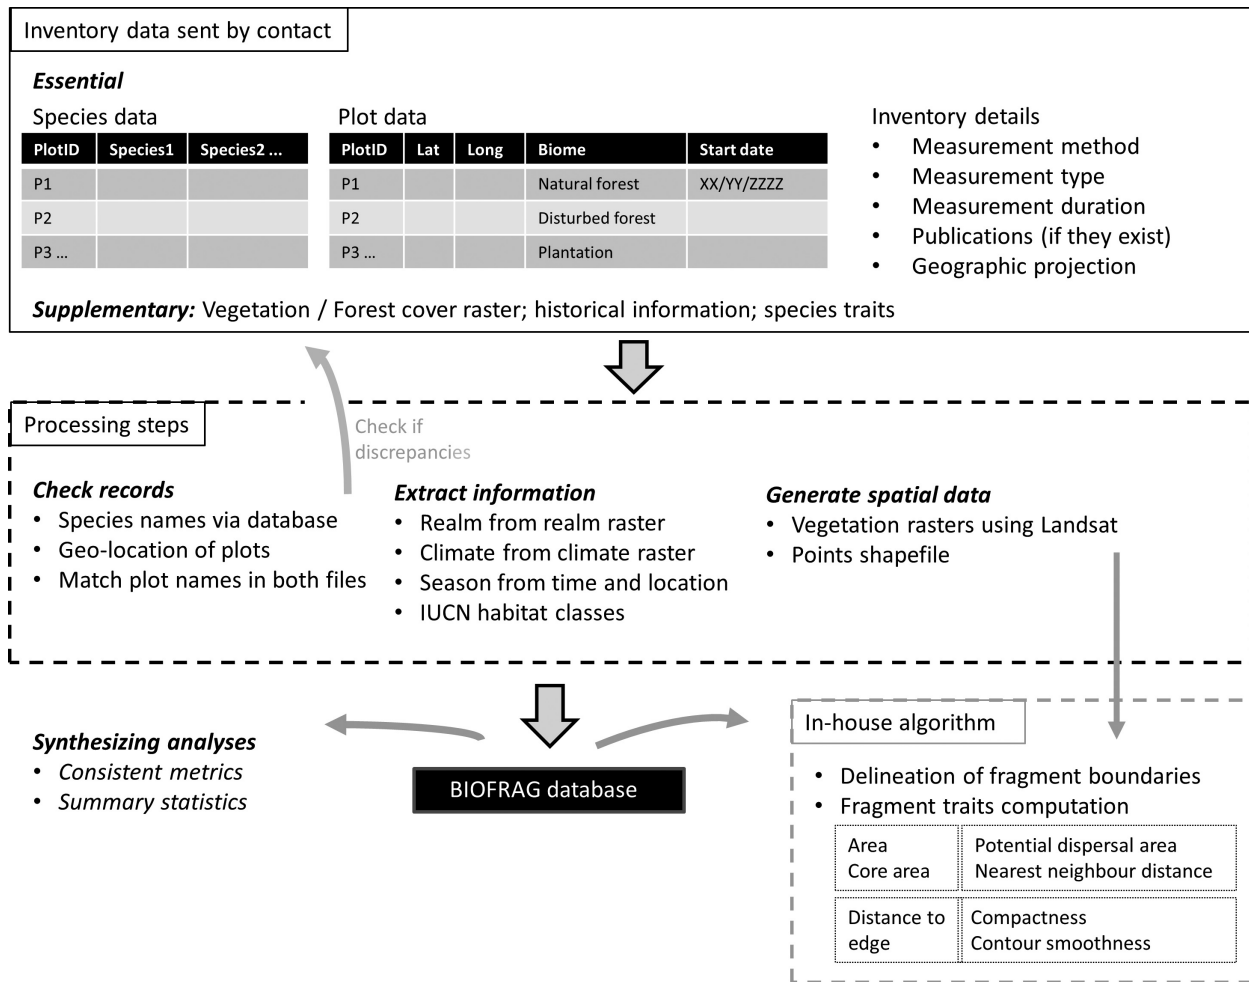 Inventory data sent by contact
Essential
Species data
PlotID Species1 Species2 ...
P1
P2
P3 ...
Plot data
PlotID Lat Long Biome Start date
P1 Natural forest XX/YY/ZZZZ
P2 Disturbed forest
P3 ... Plantation
Inventory details
• Measurement method
• Measurement type
• Measurement duration
• Publications (if they exist)
• Geographic projection
Supplementary: Vegetation / Forest cover raster; historical information; species traits
Processing steps
Check if
discrepancies
Check records
• Species names via database
• Geo-location of plots
• Match plot names in both files
Extract information
• Realm from realm raster
• Climate from climate raster
• Season from time and location
• IUCN habitat classes
Generate spatial data
• Vegetation rasters using Landsat
• Points shapefile
Synthesizing analyses
• Consistent metrics
• Summary statistics
BIOFRAG database
In-house algorithm
• Delineation of fragment boundaries
• Fragment traits computation
Area
Core area
Potential dispersal area
Nearest neighbour distance
Distance to
edge
Compactness
Contour smoothness